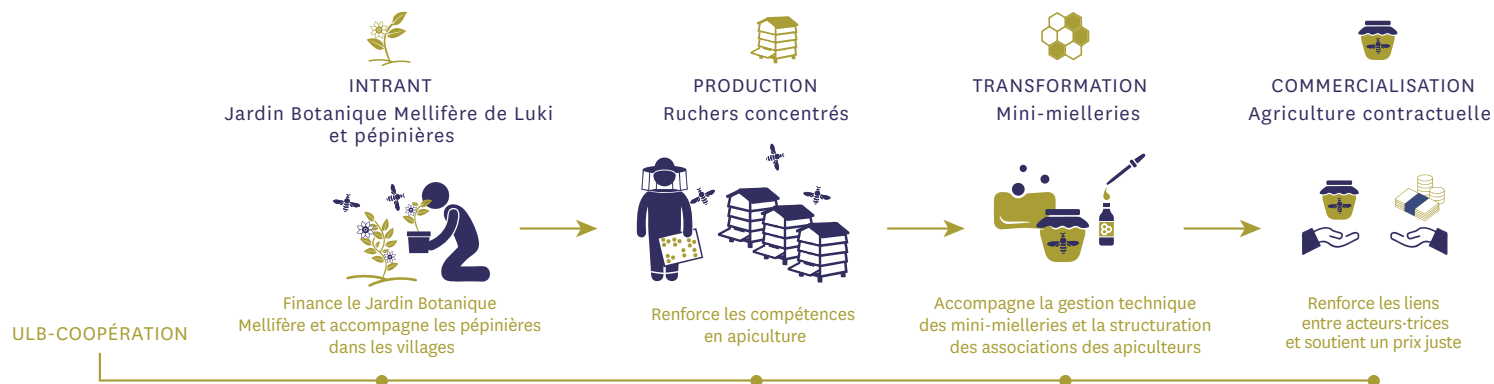 INTRANT
Jardin Botanique Mellifère de Luki
et pépinières
PRODUCTION
Ruchers concentrés
TRANSFORMATION
Mini-mielleries
COMMERCIALISATION
Agriculture contractuelle
ULB-COOPÉRATION
Finance le Jardin Botanique
Mellifère et accompagne les pépinières
dans les villages
Renforce les compétences
en apiculture
Accompagne la gestion technique
des mini-mielleries et la structuration
des associations des apiculteurs
Renforce les liens
entre acteurs·trices
et soutient un prix juste